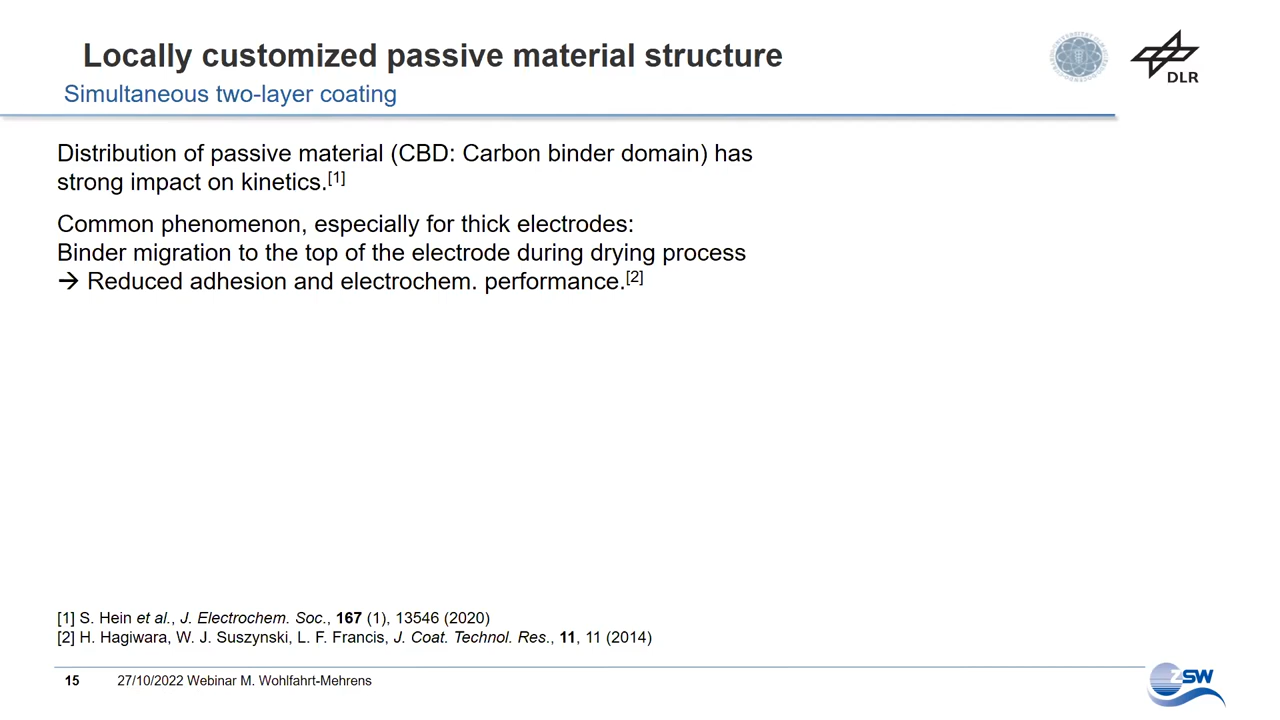 Locally customized passive material structure
Simultaneous two-layer coating
DLR
Distribution of passive material (CBD: Carbon binder domain) has
strong impact on kinetics.[1]
Common phenomenon, especially for thick electrodes:
Binder migration to the top of the electrode during drying process
→ Reduced adhesion and electrochem. performance.[2]
[1] S. Hein et al., J. Electrochem. Soc., 167 (1), 13546 (2020)
[2] H. Hagiwara, W. J. Suszynski, L. F. Francis, J. Coat. Technol. Res., 11, 11 (2014)
15 27/10/2022 Webinar M. Wohlfahrt-Mehrens
ZSW